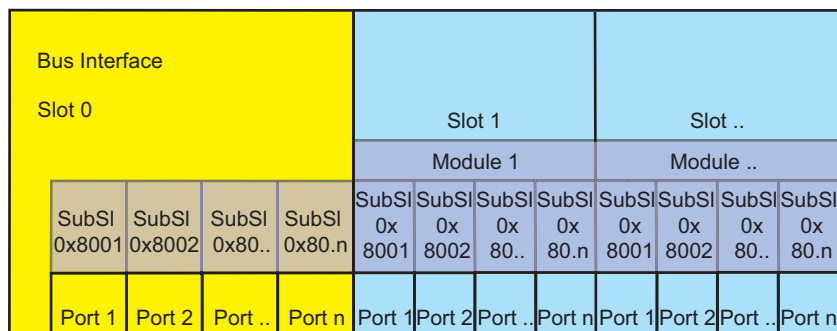 Bus Interface
Slot 0
Slot 1 Slot ..
Module 1 Module ..
SubSl 0x8001 SubSl 0x8002 SubSl 0x80.. SubSl 0x80.n SubSl 0x 8001 SubSl 0x 8002 SubSl 0x 80.. SubSl 0x 80.n SubSl 0x 8001 SubSl 0x 8002 SubSl 0x 80.. SubSl 0x 80.n
Port 1 Port 2 Port .. Port n Port 1 Port 2 Port .. Port n Port 1 Port 2 Port .. Port n